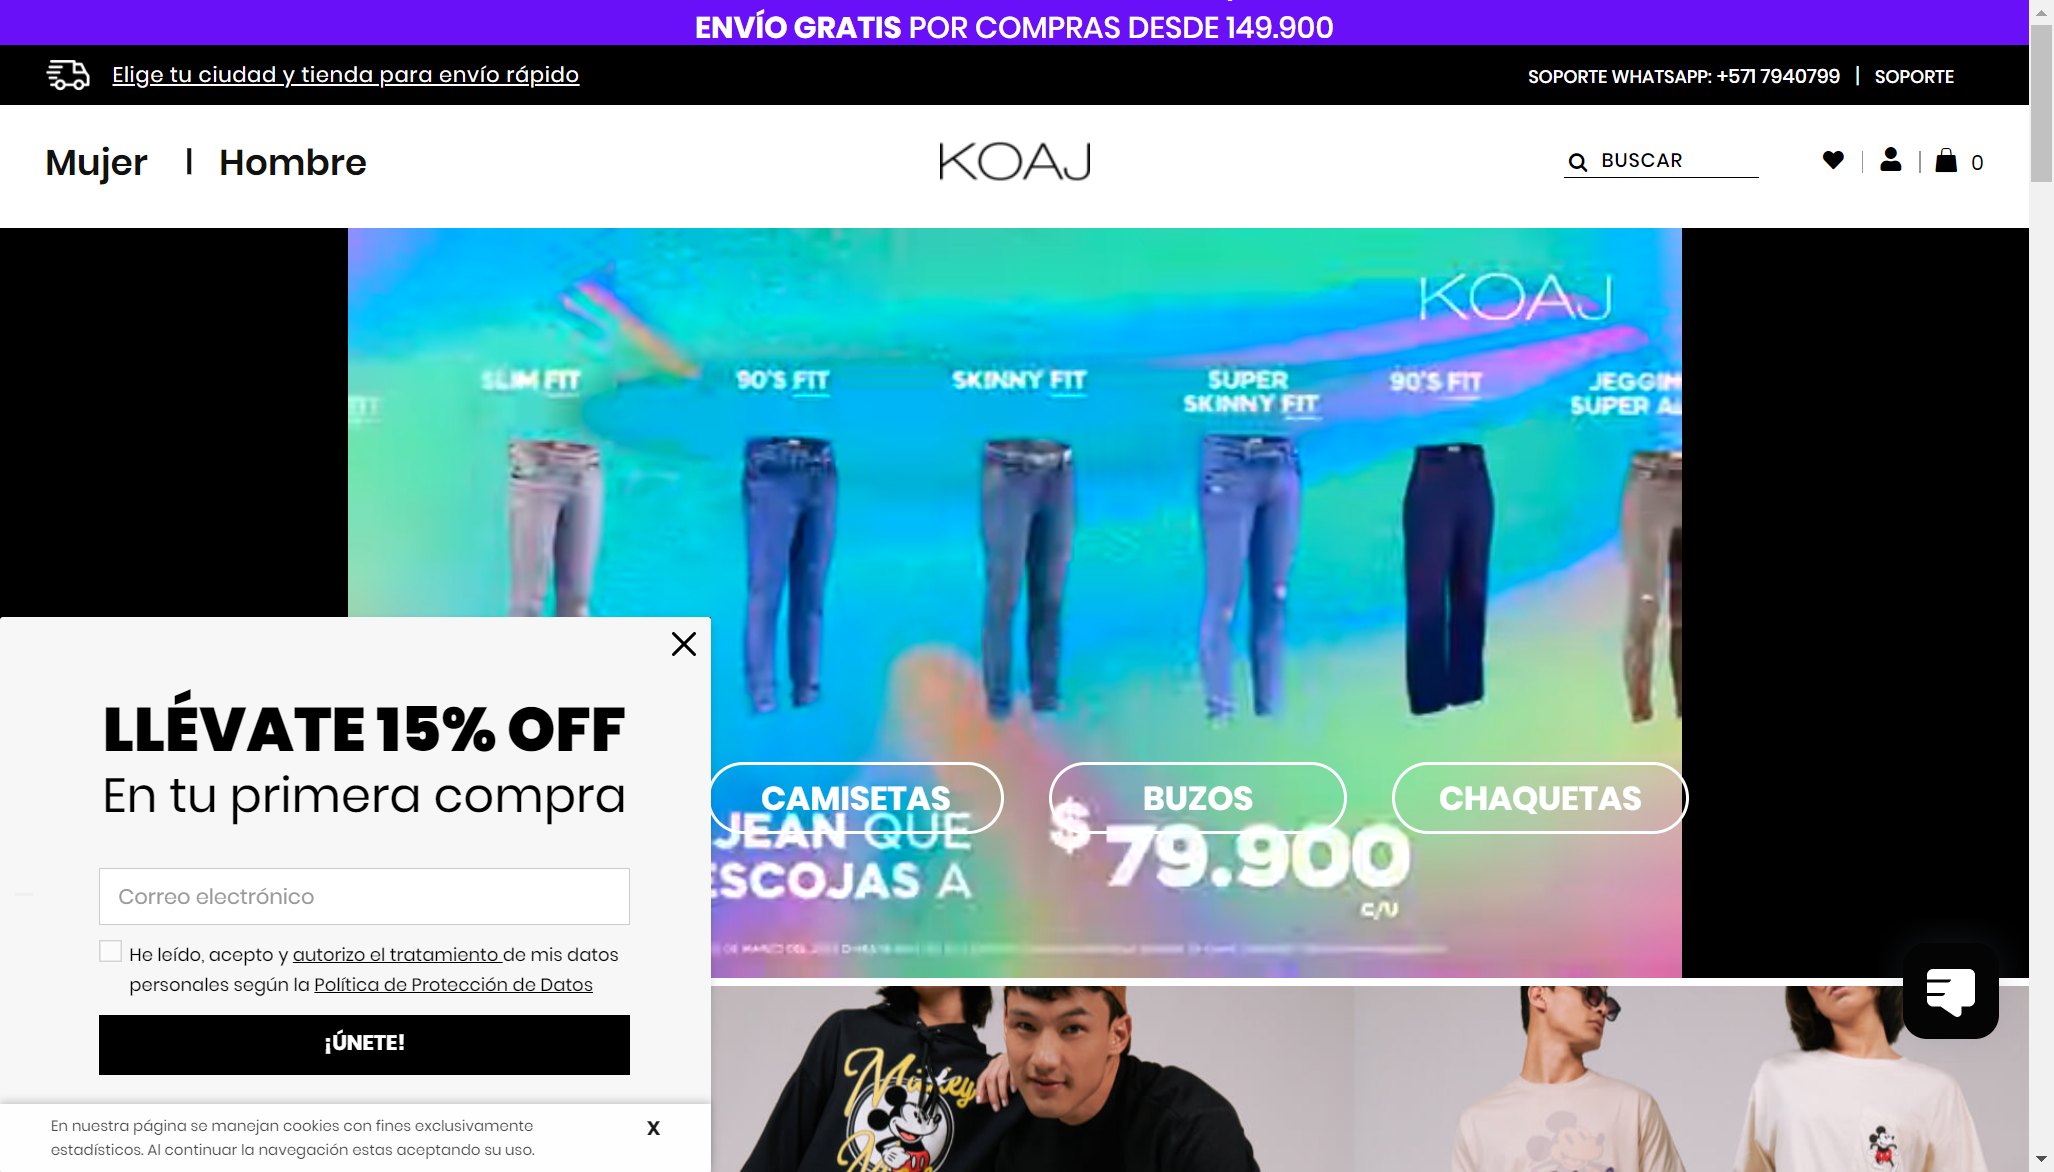 ENVÍO GRATIS POR COMPRAS DESDE 149.900
Elige tu ciudad y tienda para envío rápido
SOPORTE WHATSAPP: +571 7940799 | SOPORTE
Mujer | Hombre
KOAJ
BUSCAR
0
KOAJ
SLIM FIT
90'S FIT
SKINNY FIT
SUPER
SKINNY FIT
90'S FIT
SUPER
CAMISETAS
BUZOS
CHAQUETAS
JEAN QUE
ESCOJAS A
$79.900
C/U
LLÉVATE 15% OFF
En tu primera compra
Correo electrónico
He leído, acepto y autorizo el tratamiento de mis datos
personales según la Política de Protección de Datos
¡ÚNETE!
En nuestra página se manejan cookies con fines exclusivamente
estadísticos. Al continuar la navegación estas aceptando su uso.
X
Mickey